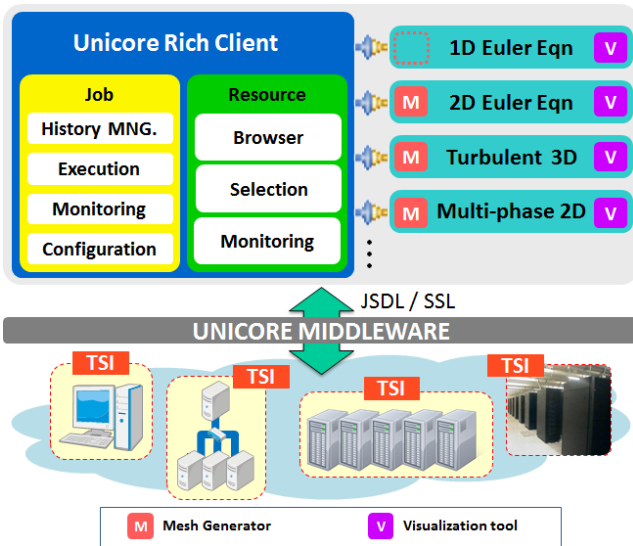 Unicore Rich Client
Job
History MNG.
Execution
Monitoring
Configuration
Resource
Browser
Selection
Monitoring
1D Euler Eqn V
M 2D Euler Eqn V
M Turbulent 3D V
M Multi-phase 2D V
JSDL / SSL
UNICORE MIDDLEWARE
TSI
TSI
TSI
TSI
M Mesh Generator
V Visualization tool